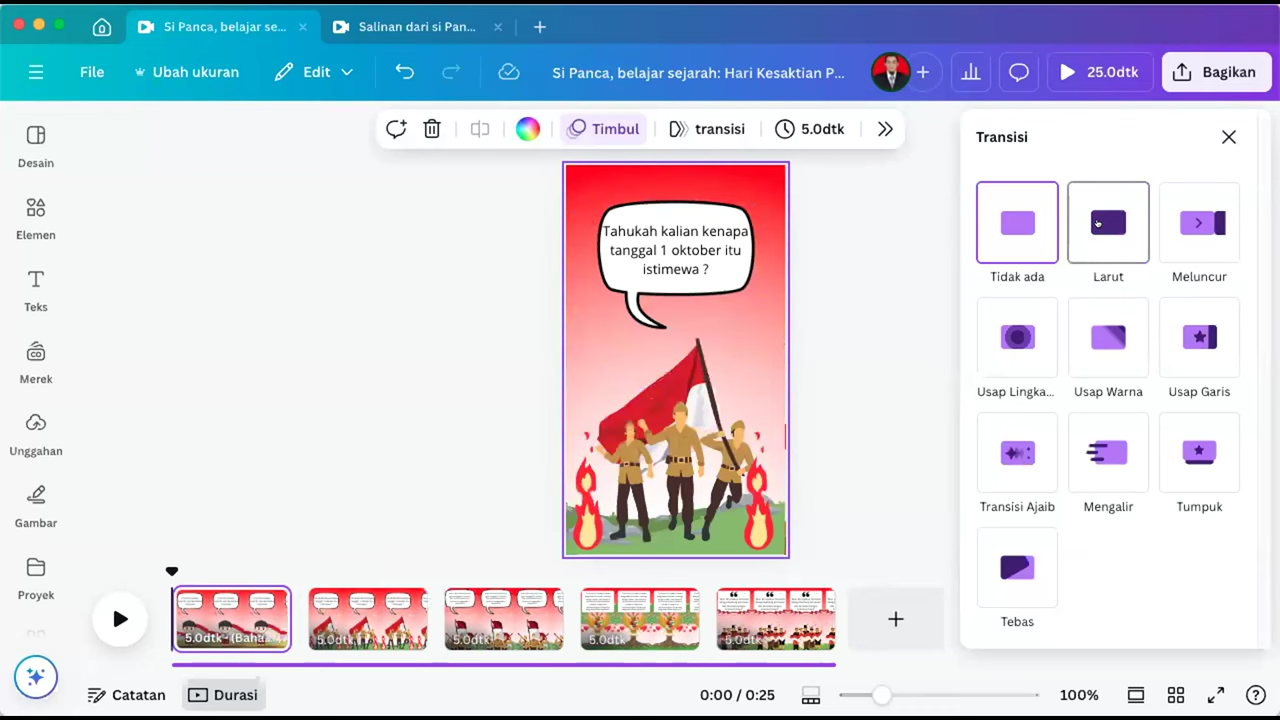 Si Panca, belajar se...
Salinan dari si Pan...
File
Ubah ukuran
Edit
Si Panca, belajar sejarah: Hari Kesaktian P...
25.0dtk
Bagikan
Timbul
transisi
5.0dtk
Desain
Elemen
Teks
Merek
Unggahan
Gambar
Proyek
Tahukah kalian kenapa
tanggal 1 oktober itu
istimewa ?
Transisi
Tidak ada
Larut
Meluncur
Usap Lingka...
Usap Warna
Usap Garis
Transisi Ajaib
Mengalir
Tumpuk
Tebas
5.0dtk - (Baha...
5.0dtk
5.0dtk
5.0dtk
5.0dtk
Catatan
Durasi
0:00 / 0:25
100%